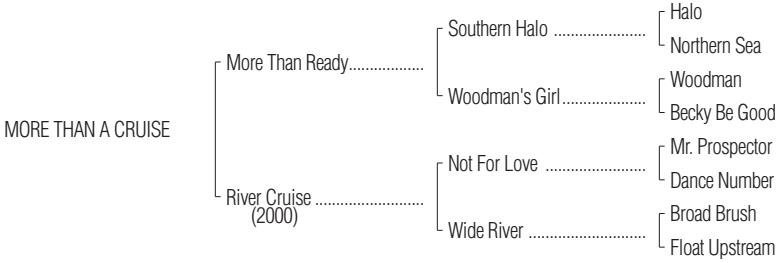 Halo
Southern Halo ......................
Northern Sea
More Than Ready..................
Woodman
Woodman's Girl....................
Becky Be Good
MORE THAN A CRUISE
Mr. Prospector
Not For Love ........................
Dance Number
River Cruise ..........................
(2000)
Broad Brush
Wide River ............................
Float Upstream